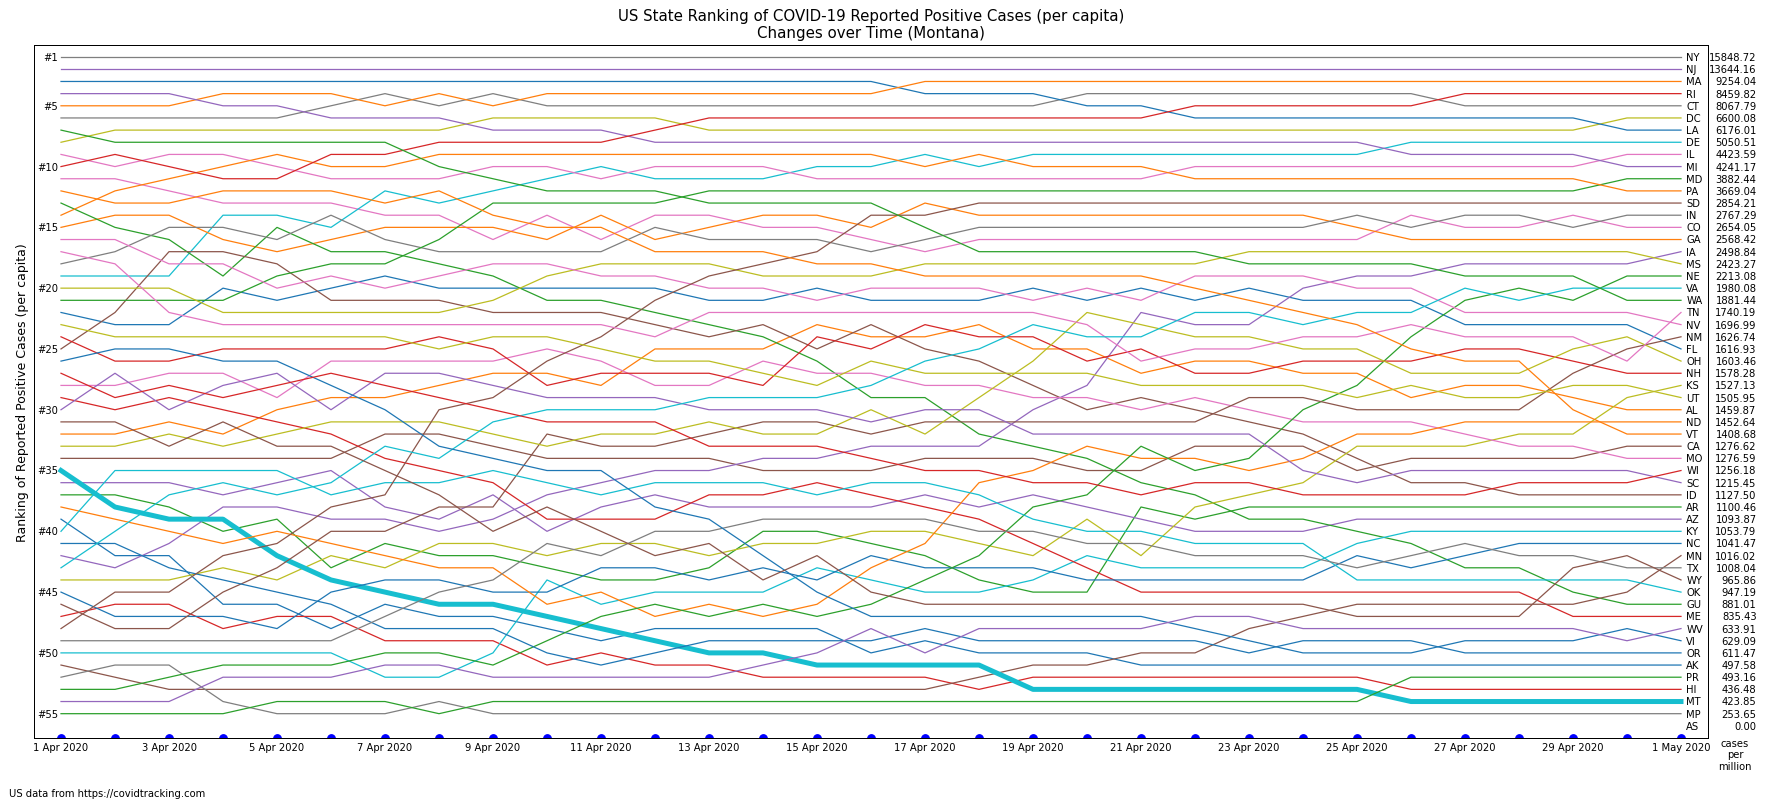 US State Ranking of COVID-19 Reported Positive Cases (per capita)
Changes over Time (Montana)
Ranking of Reported Positive Cases (per capita)
#1
#5
#10
#15
#20
#25
#30
#35
#40
#45
#50
#55
NY 15848.72
NJ 13644.16
MA 9254.04
RI 8459.82
CT 8067.79
DC 6600.08
LA 6176.01
DE 5050.51
IL 4423.59
MI 4241.17
MD 3882.44
PA 3669.04
SD 2854.21
IN 2767.29
CO 2654.05
GA 2568.42
IA 2498.84
MS 2423.27
NE 2213.08
VA 1980.08
WA 1881.44
TN 1740.19
NV 1696.99
NM 1626.74
FL 1616.93
OH 1603.46
NH 1578.28
KS 1527.13
UT 1505.95
AL 1459.87
ND 1452.64
VT 1408.68
CA 1276.62
MO 1276.59
WI 1256.18
SC 1215.45
ID 1127.50
AR 1100.46
AZ 1093.87
KY 1053.79
NC 1041.47
MN 1016.02
TX 1008.04
WY 965.86
OK 947.19
GU 881.01
ME 835.43
WV 633.91
VI 629.09
OR 611.47
AK 497.58
PR 493.16
HI 436.48
MT 423.85
MP 253.65
AS 0.00
1 Apr 2020 3 Apr 2020 5 Apr 2020 7 Apr 2020 9 Apr 2020 11 Apr 2020 13 Apr 2020 15 Apr 2020 17 Apr 2020 19 Apr 2020 21 Apr 2020 23 Apr 2020 25 Apr 2020 27 Apr 2020 29 Apr 2020 1 May 2020
cases
per
million
US data from https://covidtracking.com